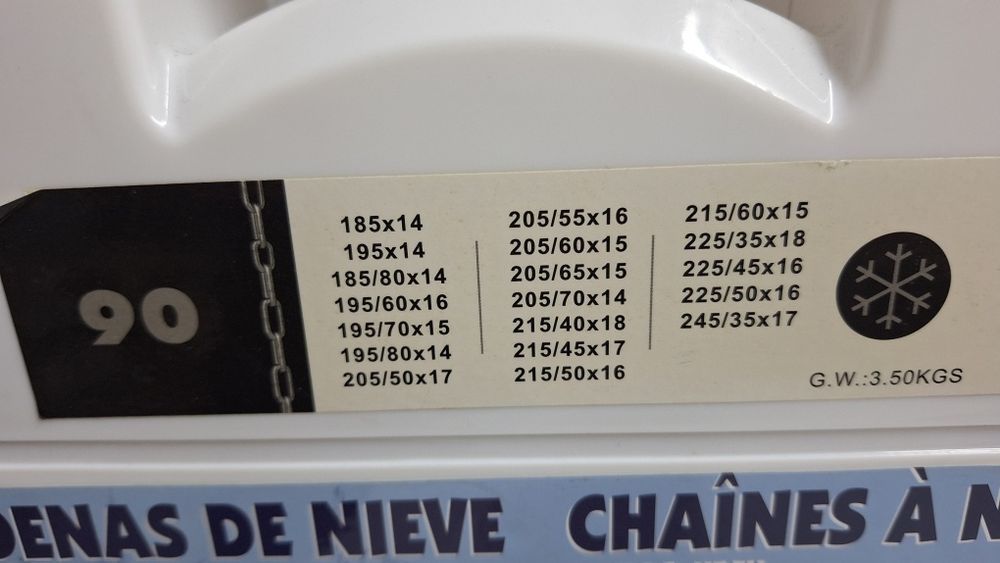 90
185x14
195x14
185/80x14
195/60x16
195/70x15
195/80x14
205/50x17
205/55x16
205/60x15
205/65x15
205/70x14
215/40x18
215/45x17
215/50x16
215/60x15
225/35x18
225/45x16
225/50x16
245/35x17
G.W.:3.50KGS
DENAS DE NIEVE
CHAÎNES À